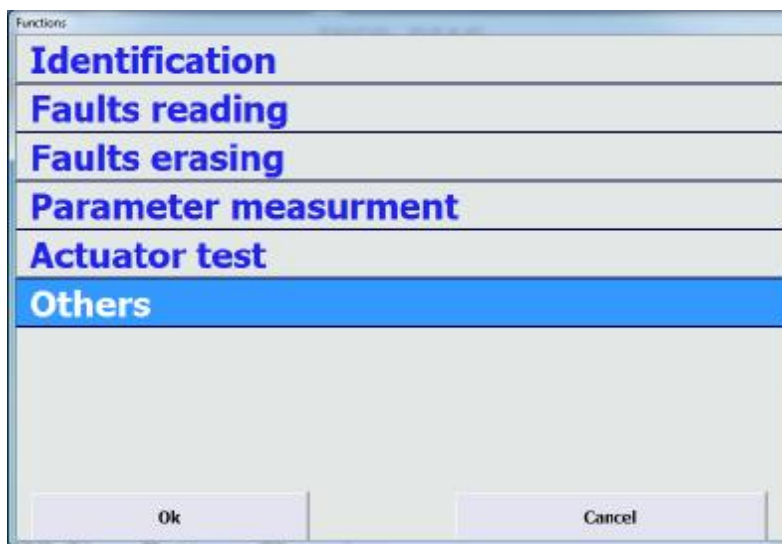 Functions
Identification
Faults reading
Faults erasing
Parameter measurment
Actuator test
Others
Ok
Cancel